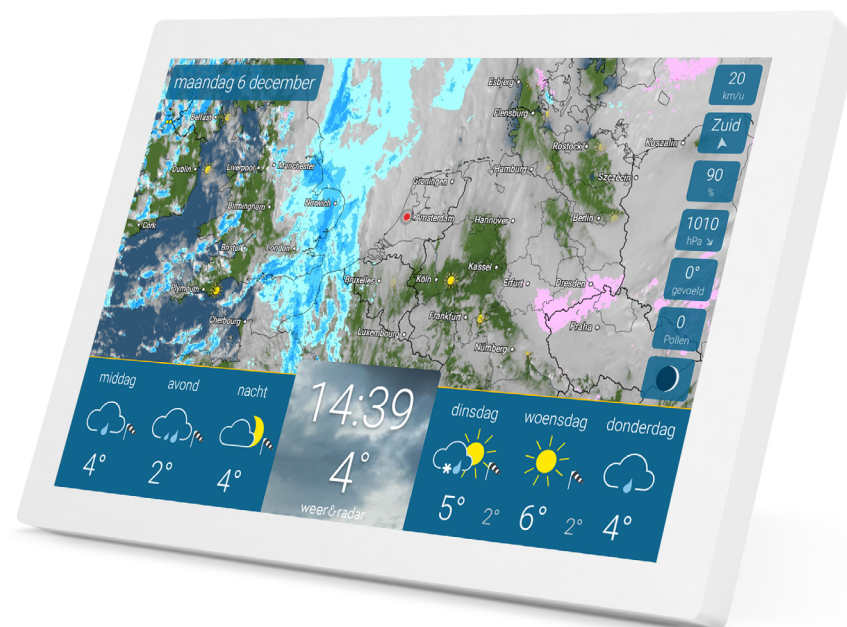 maandag 6 december
20
km/u
Zuid
90
%
1010
hPa
0°
gevoeld
0
Pollen
Esbjerg
Flensburg
Belfast
Rostock
Koszalin
Dublin
Liverpool
Manchester
Groningen
Hamburg
Szczecin
Birmingham
Norwich
Amsterdam
Hannover
Berlin
Cork
Bristol
London
Kassel
Bruxelles
Köln
Erfurt
Dresden
Plymouth
Cherbourg
Frankfurt
Praha
Luxembourg
Nürnberg
middag
avond
nacht
4°
2°
4°
14:39
4°
weer&radar
dinsdag
woensdag
donderdag
5° 2°
6° 2°
4°